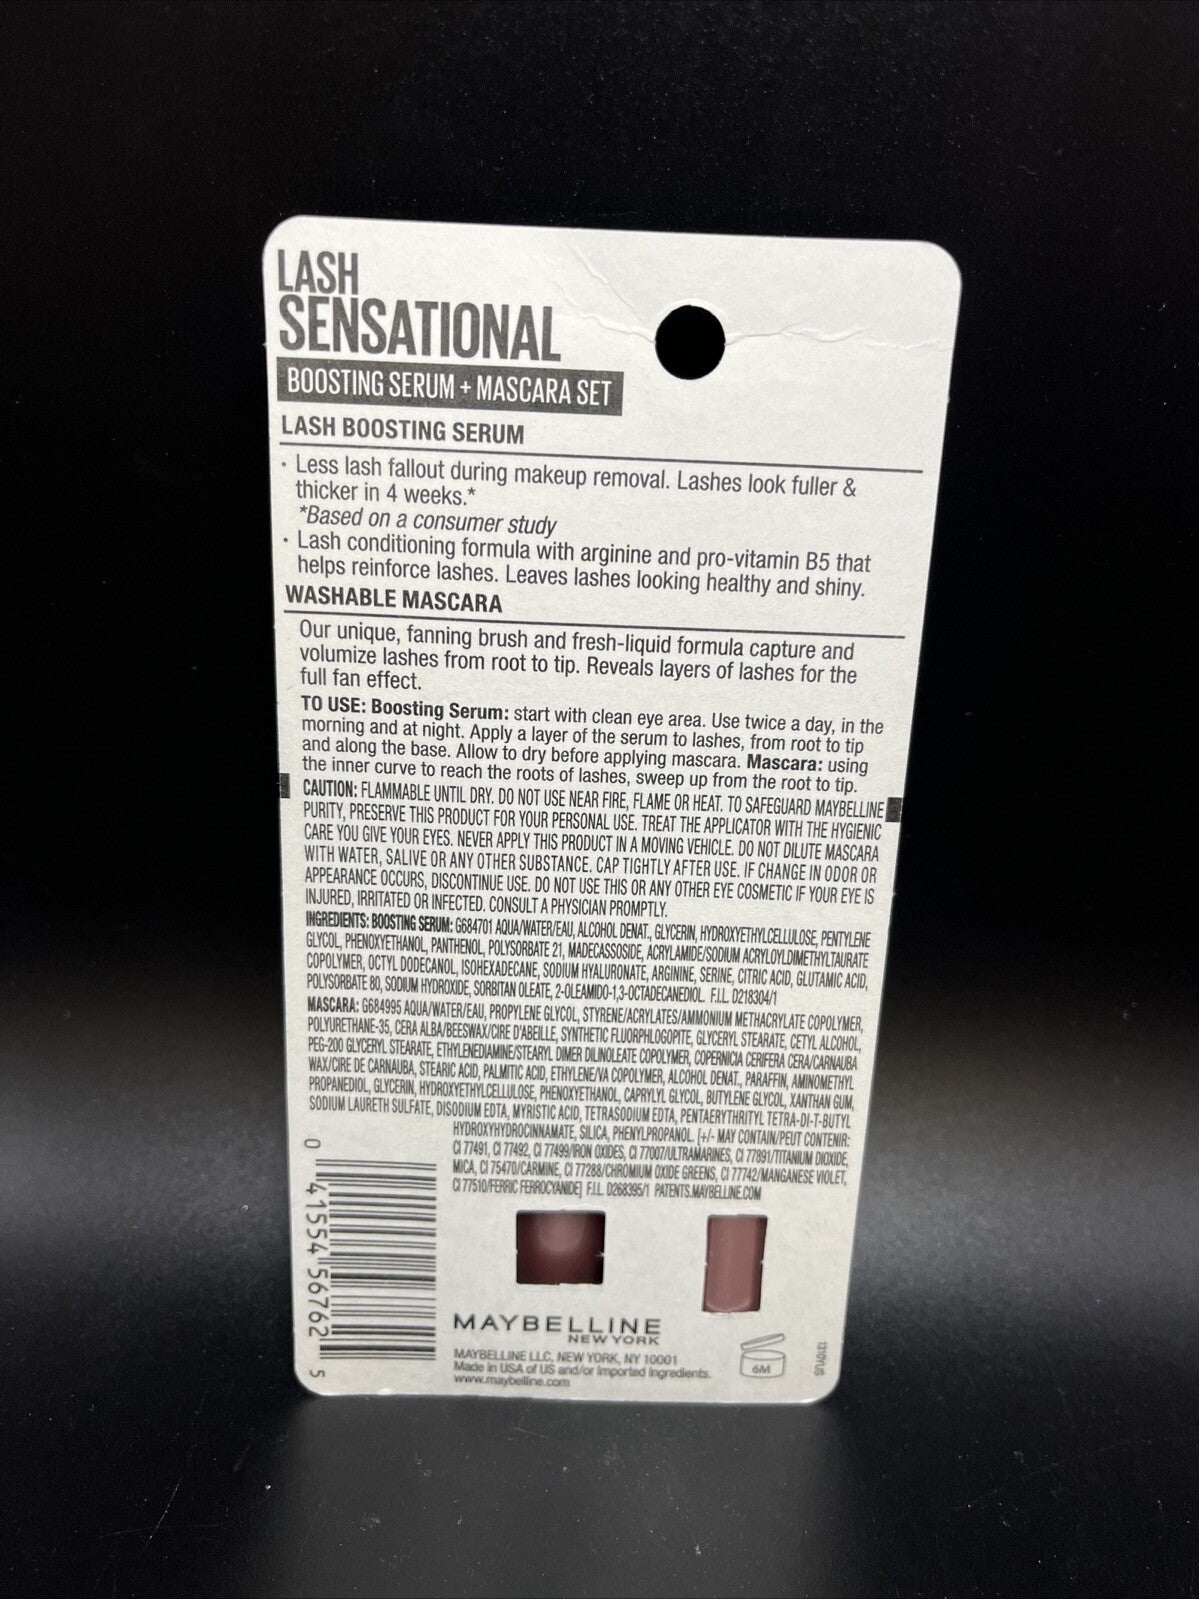 LASH
SENSATIONAL
BOOSTING SERUM + MASCARA SET
LASH BOOSTING SERUM
· Less lash fallout during makeup removal. Lashes look fuller &
thicker in 4 weeks.*
*Based on a consumer study
· Lash conditioning formula with arginine and pro-vitamin B5 that
helps reinforce lashes. Leaves lashes looking healthy and shiny.
WASHABLE MASCARA
Our unique, fanning brush and fresh-liquid formula capture and
volumize lashes from root to tip. Reveals layers of lashes for the
full fan effect.
TO USE: Boosting Serum: start with clean eye area. Use twice a day, in the
morning and at night. Apply a layer of the serum to lashes, from root to tip
and along the base. Allow to dry before applying mascara. Mascara: using
the inner curve to reach the roots of lashes, sweep up from the root to tip.
CAUTION: FLAMMABLE UNTIL DRY. DO NOT USE NEAR FIRE, FLAME OR HEAT. TO SAFEGUARD MAYBELLINE
PURITY, PRESERVE THIS PRODUCT FOR YOUR PERSONAL USE. TREAT THE APPLICATOR WITH THE HYGIENIC
CARE YOU GIVE YOUR EYES. NEVER APPLY THIS PRODUCT IN A MOVING VEHICLE. DO NOT DILUTE MASCARA
WITH WATER, SALIVE OR ANY OTHER SUBSTANCE. CAP TIGHTLY AFTER USE. IF CHANGE IN ODOR OR
APPEARANCE OCCURS, DISCONTINUE USE. DO NOT USE THIS OR ANY OTHER EYE COSMETIC IF YOUR EYE IS
INJURED, IRRITATED OR INFECTED. CONSULT A PHYSICIAN PROMPTLY.
INGREDIENTS: BOOSTING SERUM: G684701 AQUA/WATER/EAU, ALCOHOL DENAT., GLYCERIN, HYDROXYETHYLCELLULOSE, PENTYLENE
GLYCOL, PHENOXYETHANOL, PANTHENOL, POLYSORBATE 21, MADECASSOSIDE, ACRYLAMIDE/SODIUM ACRYLOYLDIMETHYLTAURATE
COPOLYMER, OCTYL DODECANOL, ISOHEXADECANE, SODIUM HYALURONATE, ARGININE, SERINE, CITRIC ACID, GLUTAMIC ACID,
POLYSORBATE 80, SODIUM HYDROXIDE, SORBITAN OLEATE, 2-OLEAMIDO-1,3-OCTADECANEDIOL. F.I.L. D218304/1
MASCARA: G684995 AQUA/WATER/EAU, PROPYLENE GLYCOL, STYRENE/ACRYLATES/AMMONIUM METHACRYLATE COPOLYMER,
POLYURETHANE-35, CERA ALBA/BEESWAX/CIRE D'ABEILLE, SYNTHETIC FLUORPHLOGOPITE, GLYCERYL STEARATE, CETYL ALCOHOL,
PEG-200 GLYCERYL STEARATE, ETHYLENEDIAMINE/STEARYL DIMER DILINOLEATE COPOLYMER, COPERNICIA CERIFERA CERA/CARNAUBA
WAX/CIRE DE CARNAUBA, STEARIC ACID, PALMITIC ACID, ETHYLENE/VA COPOLYMER, ALCOHOL DENAT., PARAFFIN, AMINOMETHYL
PROPANEDIOL, GLYCERIN, HYDROXYETHYLCELLULOSE, PHENOXYETHANOL, CAPRYLYL GLYCOL, BUTYLENE GLYCOL, XANTHAN GUM,
SODIUM LAURETH SULFATE, DISODIUM EDTA, MYRISTIC ACID, TETRASODIUM EDTA, PENTAERYTHRITYL TETRA-DI-T-BUTYL
HYDROXYHYDROCINNAMATE, SILICA, PHENYLPROPANOL. [+/- MAY CONTAIN/PEUT CONTENIR:
CI 77491, CI 77492, CI 77499/IRON OXIDES, CI 77007/ULTRAMARINES, CI 77891/TITANIUM DIOXIDE,
MICA, CI 75470/CARMINE, CI 77288/CHROMIUM OXIDE GREENS, CI 77742/MANGANESE VIOLET,
CI 77510/FERRIC FERROCYANIDE] F.I.L. D268395/1 PATENTS.MAYBELLINE.COM
0 41554 56762 5
MAYBELLINE
NEW YORK
MAYBELLINE LLC, NEW YORK, NY 10001
Made in USA of US and/or imported ingredients.
www.maybelline.com
6M
1310YUS